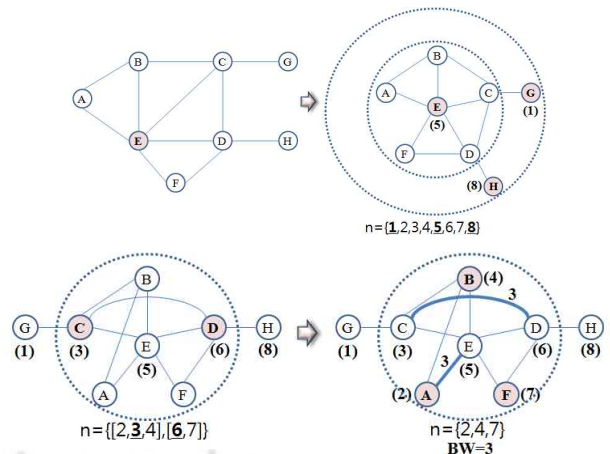 B
C
G
A
E
D
H
F
B
A
C
G
E
(1)
(5)
F
D
(8)
H
n={1,2,3,4,5,6,7,8}
B
G
C
D
H
(1)
(3)
E
(6)
(8)
(5)
A
F
n={[2,3,4],[6,7]}
B
(4)
3
G
C
D
H
(1)
(3)
3
E
(6)
(8)
(5)
(2)
A
F
(7)
n={2,4,7}
BW=3